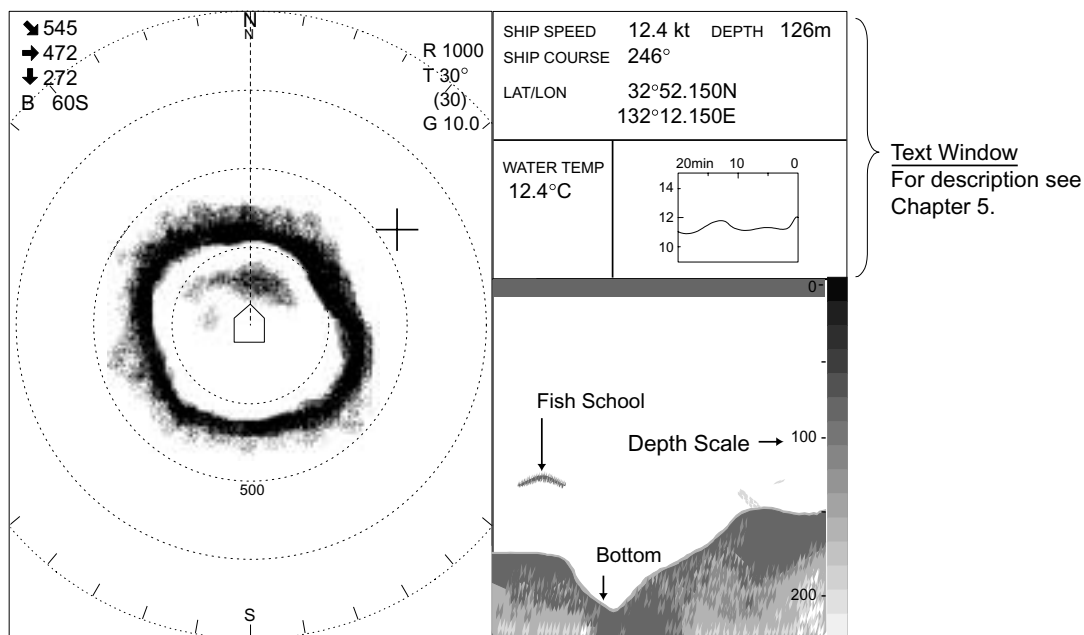 545
472
272
B 60S
N
N
R 1000
T 30°
(30)
G 10.0
500
S
SHIP SPEED 12.4 kt DEPTH 126m
SHIP COURSE 246°
LAT/LON 32°52.150N
132°12.150E
WATER TEMP
12.4°C
20min 10 0
14
12
10
Text Window
For description see
Chapter 5.
0
Fish School
Depth Scale
100
Bottom
200